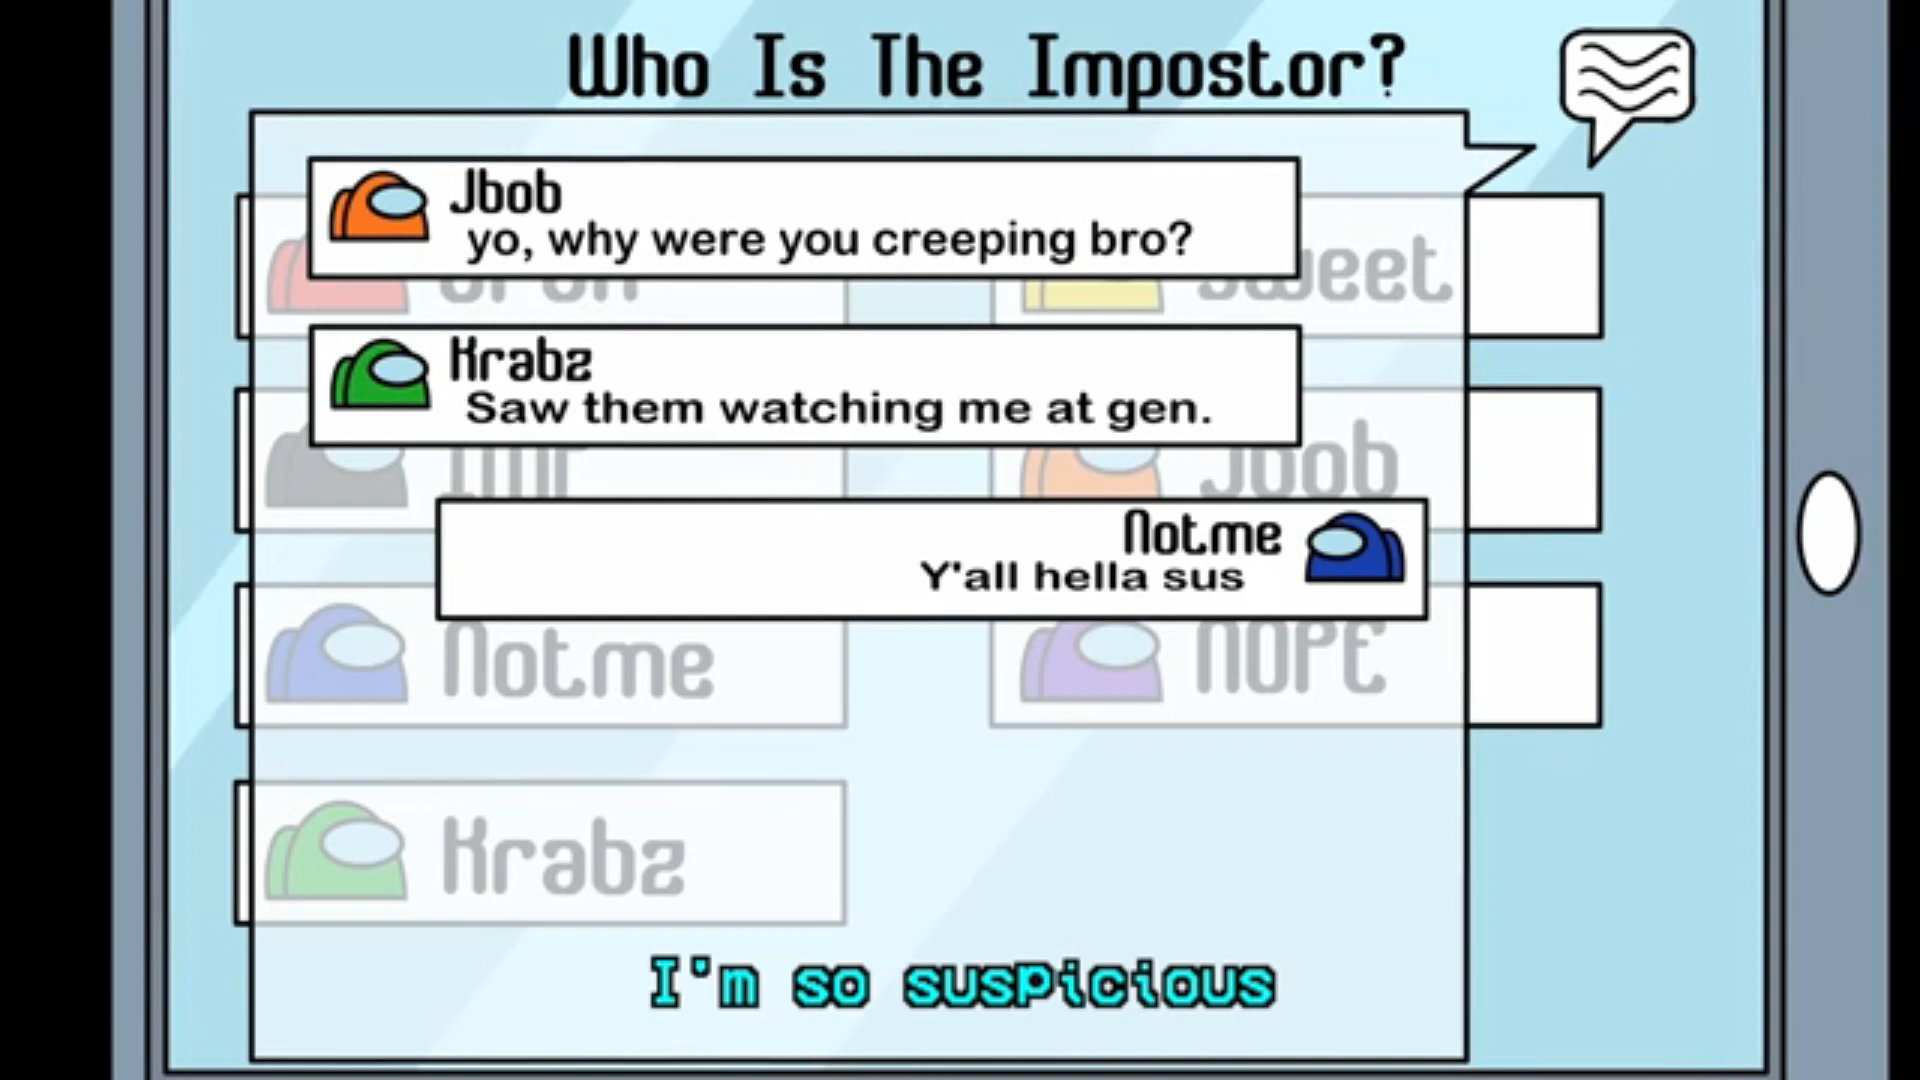 Who Is The Impostor?
Jbob
yo, why were you creeping bro?
sweet
Krabz
Saw them watching me at gen.
Jbob
Not.me
Y'all hella sus
Not.me
NOPE
Krabz
I'm so suspicious